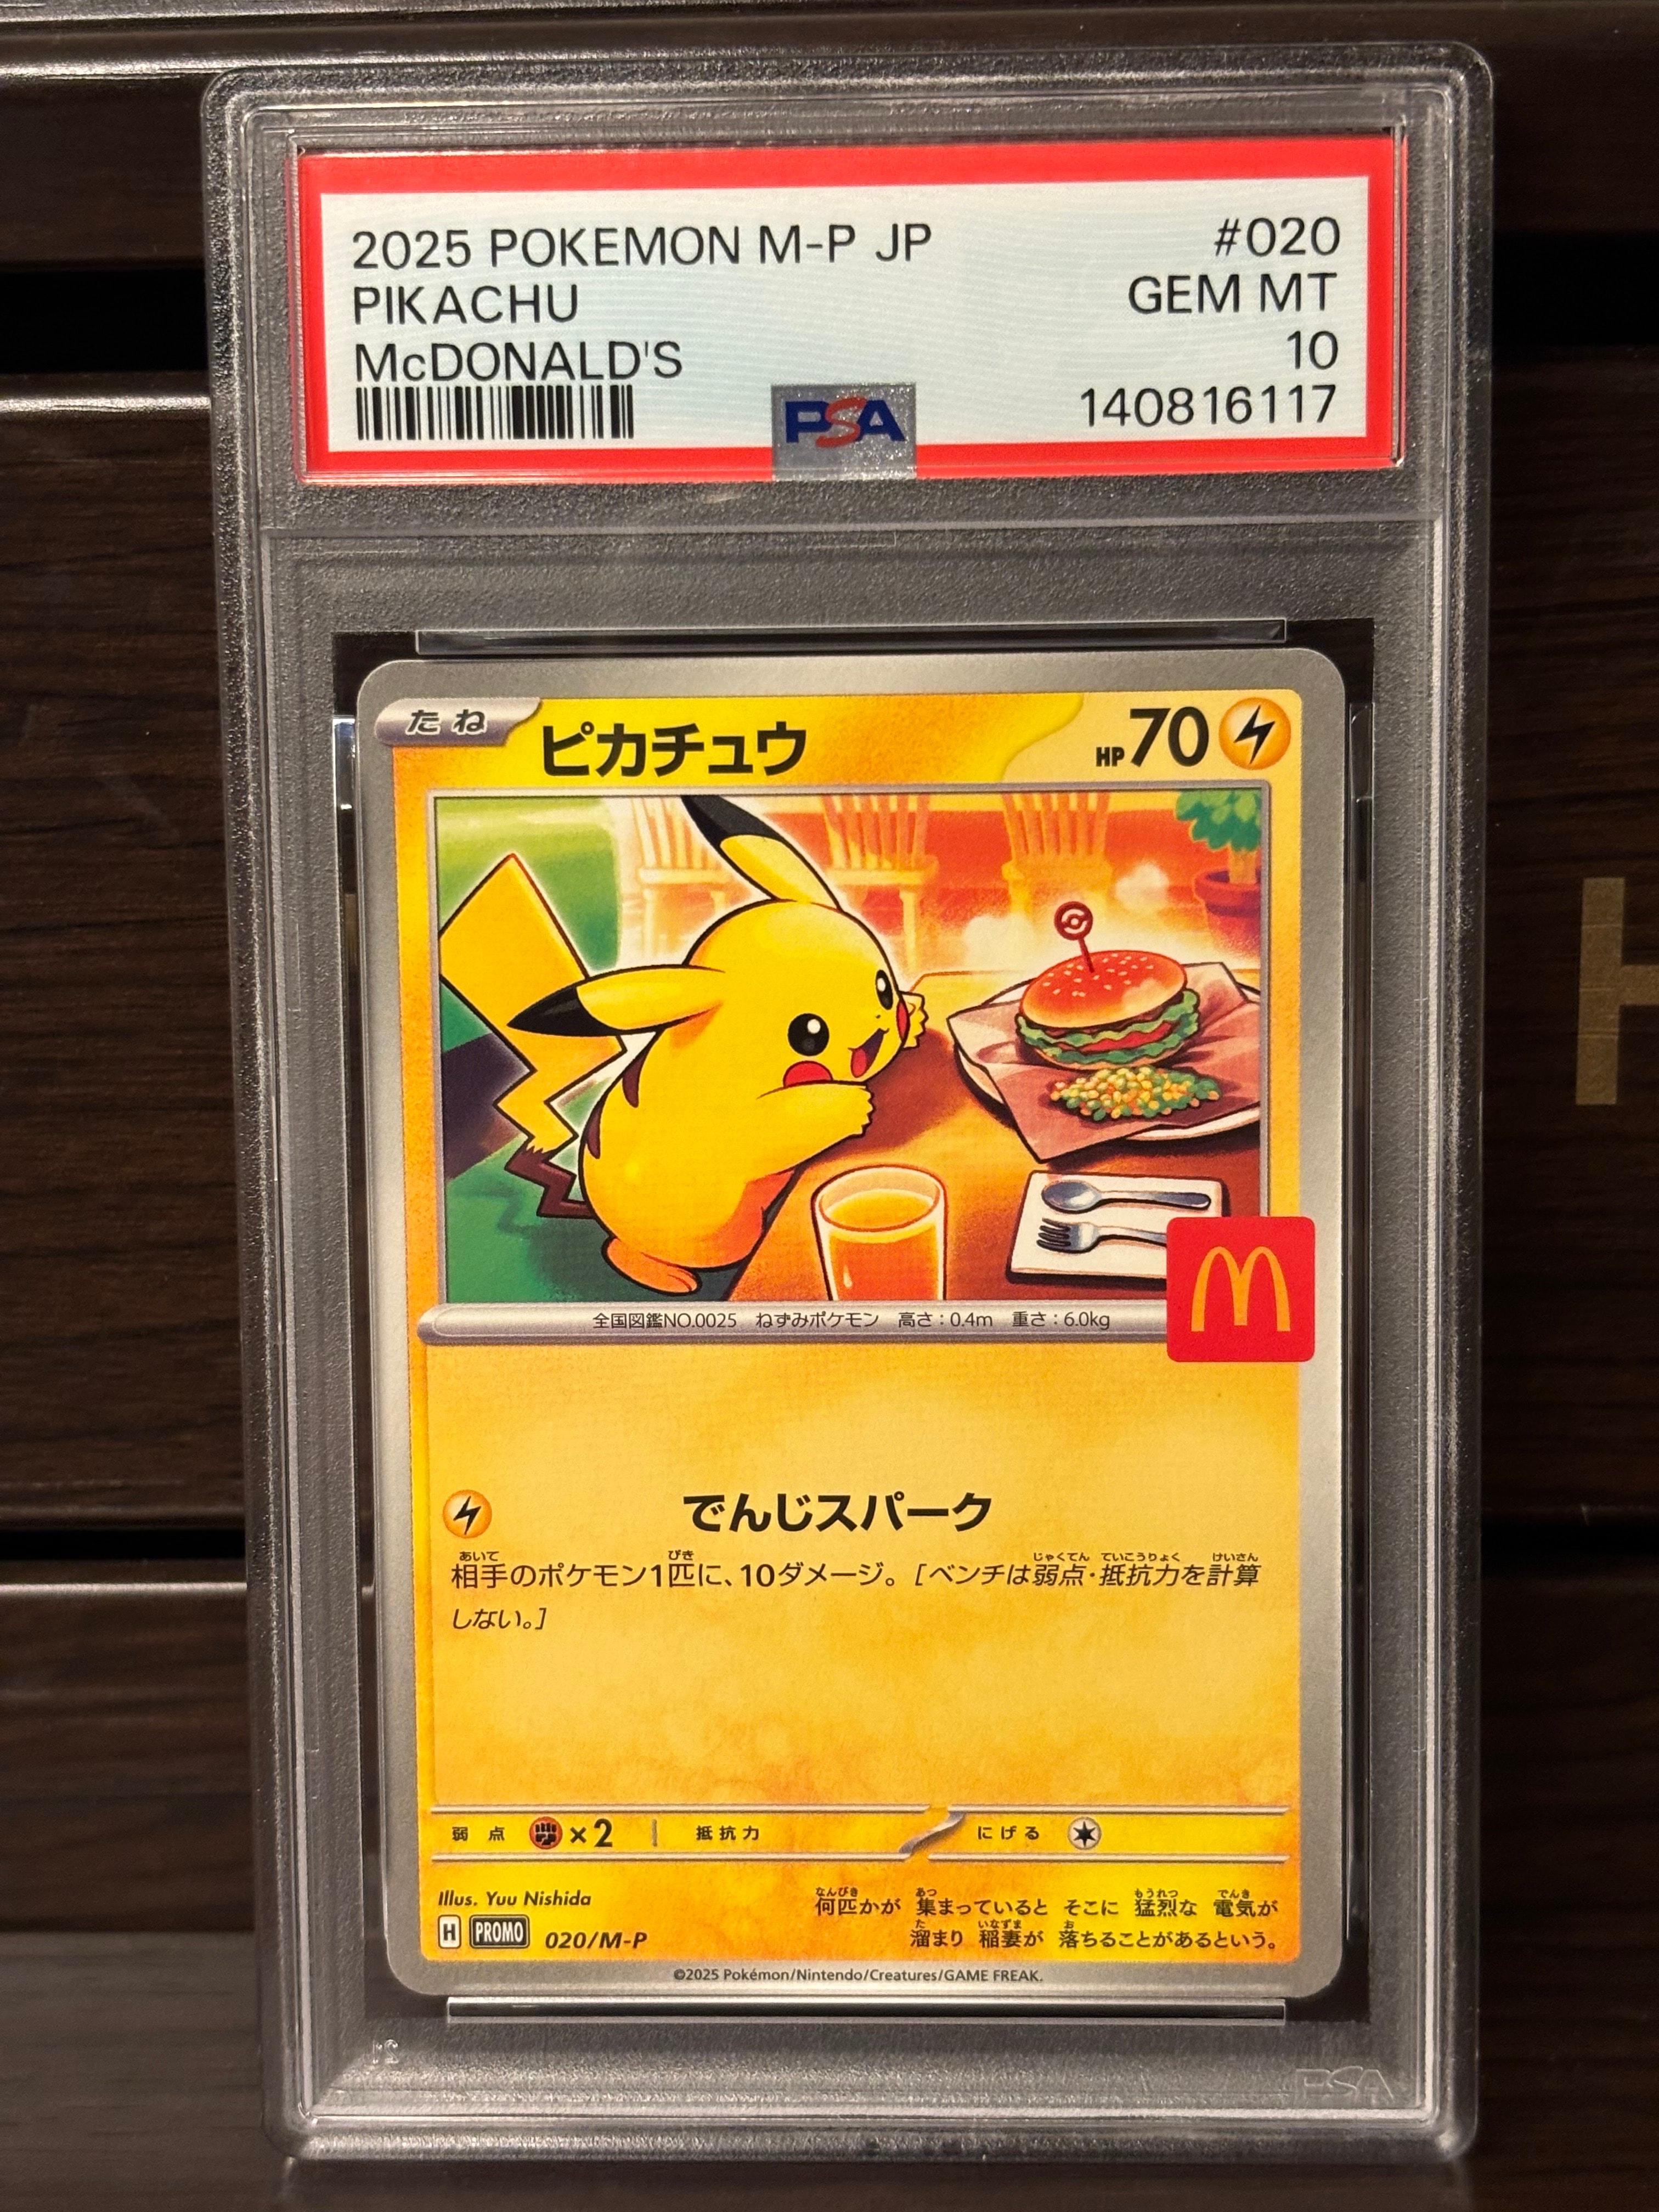 2025 POKEMON M-P JP #020
PIKACHU GEM MT
McDONALD'S 10
PSA 140816117
たね ピカチュウ HP70
全国図鑑NO.0025 ねずみポケモン 高さ:0.4m 重さ:6.0kg
でんじスパーク
相手のポケモン1匹に、10ダメージ。[ベンチは弱点・抵抗力を計算
しない。]
弱点 ×2 抵抗力 にげる
Illus. Yuu Nishida
何匹かが 集まっていると そこに 猛烈な 電気が
溜まり 稲妻が 落ちることがあるという。
H PROMO 020/M-P
©2025 Pokémon/Nintendo/Creatures/GAME FREAK.
PSA
H